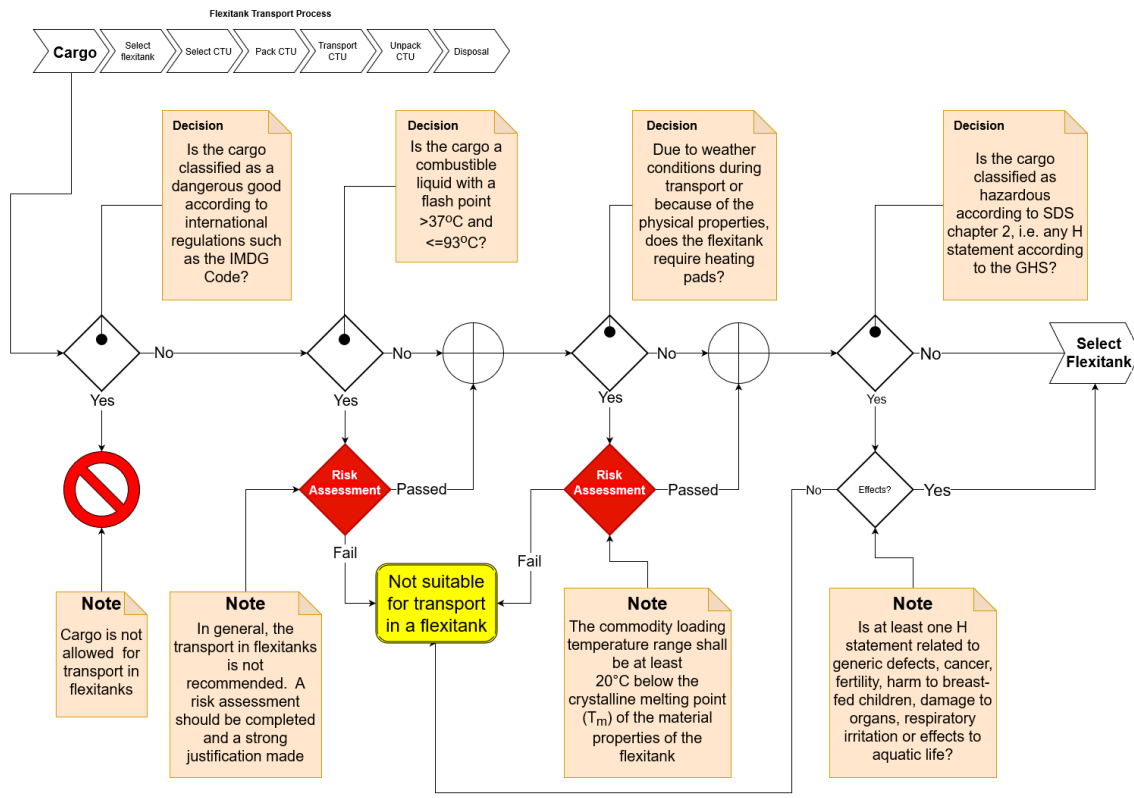 Flexitank Transport Process
Cargo
Select
flexitank
Select CTU
Pack CTU
Transport
CTU
Unpack
CTU
Disposal
Decision
Is the cargo
classified as a
dangerous good
according to
international
regulations such
as the IMDG
Code?
Decision
Is the cargo a
combustible
liquid with a
flash point
>37ºC and
<=93ºC?
Decision
Due to weather
conditions during
transport or
because of the
physical properties,
does the flexitank
require heating
pads?
Decision
Is the cargo
classified as
hazardous
according to SDS
chapter 2, i.e. any H
statement according
to the GHS?
No
No
No
No
Select
Flexitank
Yes
Yes
Yes
Yes
Risk
Assessment
Passed
Risk
Assessment
Passed
No
Effects?
Yes
Fail
Fail
Not suitable
for transport
in a flexitank
Note
Cargo is not
allowed for
transport in
flexitanks
Note
In general, the
transport in flexitanks
is not
recommended. A
risk assessment
should be completed
and a strong
justification made
Note
The commodity loading
temperature range shall
be at least
20°C below the
crystalline melting point
(Tm) of the material
properties of the
flexitank
Note
Is at least one H
statement related to
generic defects, cancer,
fertility, harm to breast-
fed children, damage to
organs, respiratory
irritation or effects to
aquatic life?